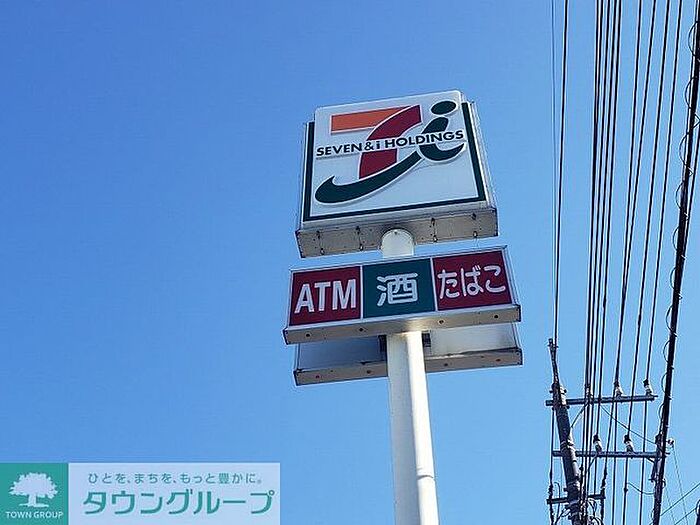 SEVEN&i HOLDINGS
ATM 酒 たばこ
ひとを、まちを、もっと豊かに。
タウングループ
TOWN GROUP